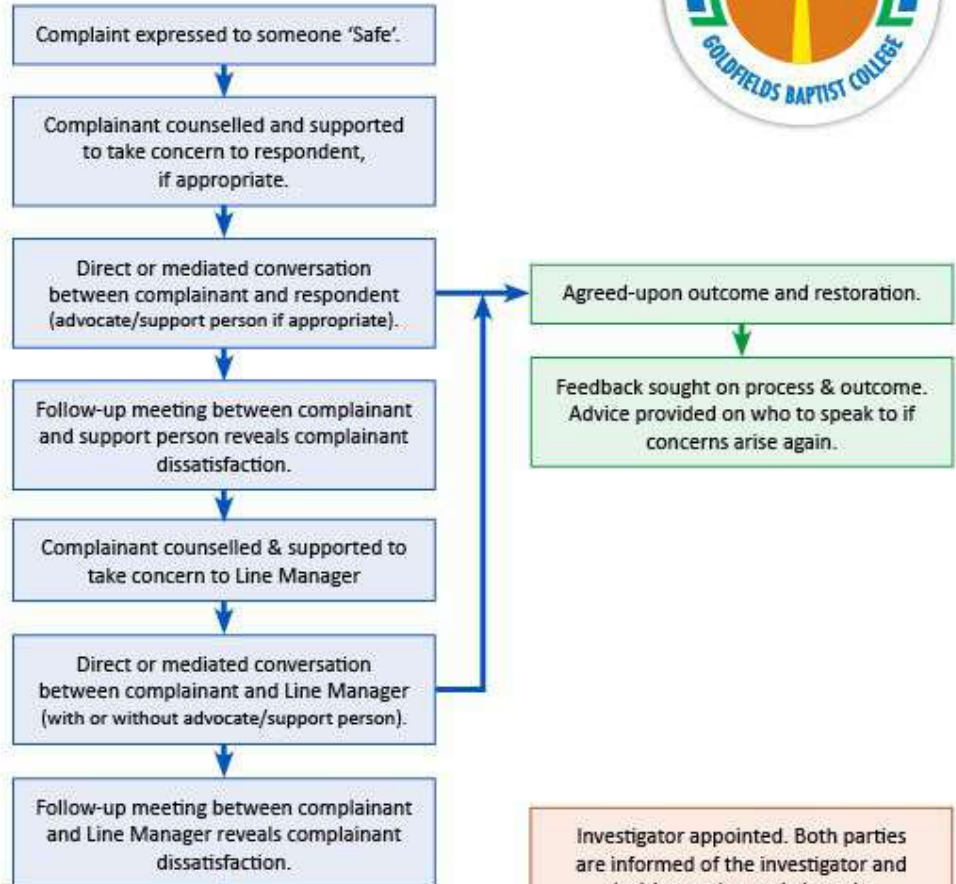 GOLDFIELDS BAPTIST COLLEGE
Complaint expressed to someone ‘Safe’.
Complainant counselled and supported
to take concern to respondent,
if appropriate.
Direct or mediated conversation
between complainant and respondent
(advocate/support person if appropriate).
Agreed-upon outcome and restoration.
Feedback sought on process & outcome.
Advice provided on who to speak to if
concerns arise again.
Follow-up meeting between complainant
and support person reveals complainant
dissatisfaction.
Complainant counselled & supported to
take concern to Line Manager
Direct or mediated conversation
between complainant and Line Manager
(with or without advocate/support person).
Follow-up meeting between complainant
and Line Manager reveals complainant
dissatisfaction.
Investigator appointed. Both parties
are informed of the investigator and